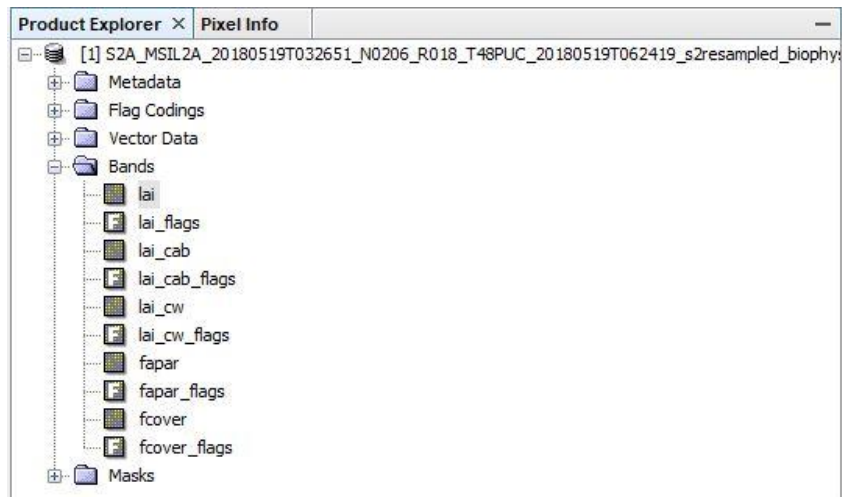 Product Explorer × Pixel Info
[1] S2A_MSIL2A_20180519T032651_N0206_R018_T48PUC_20180519T062419_s2resampled_biophy
Metadata
Flag Codings
Vector Data
Bands
lai
lai_flags
lai_cab
lai_cab_flags
lai_cw
lai_cw_flags
fapar
fapar_flags
fcover
fcover_flags
Masks